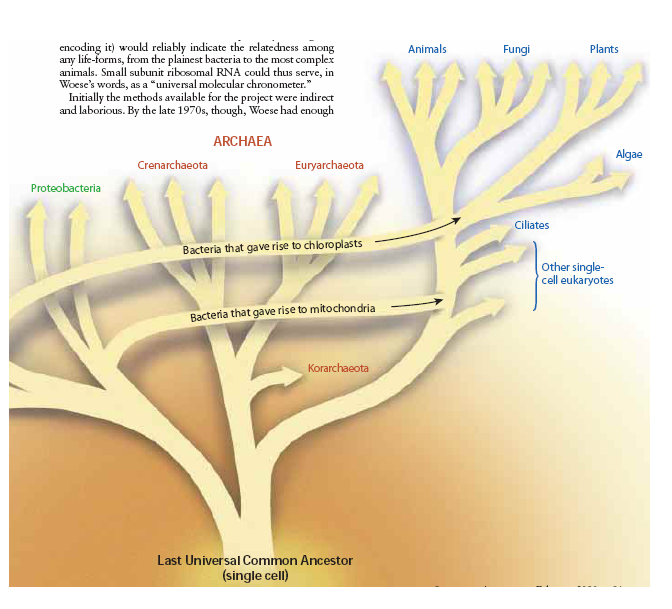 encoding it) would reliably indicate the relatedness among
any life-forms, from the plainest bacteria to the most complex
animals. Small subunit ribosomal RNA could thus serve, in
Woese's words, as a “universal molecular chronometer.”
Initially the methods available for the project were indirect
and laborious. By the late 1970s, though, Woese had enough
Animals
Fungi
Plants
ARCHAEA
Algae
Crenarchaeota
Euryarchaeota
Proteobacteria
Ciliates
Bacteria that gave rise to chloroplasts
Other single-
cell eukaryotes
Bacteria that gave rise to mitochondria
Korarchaeota
Last Universal Common Ancestor
(single cell)